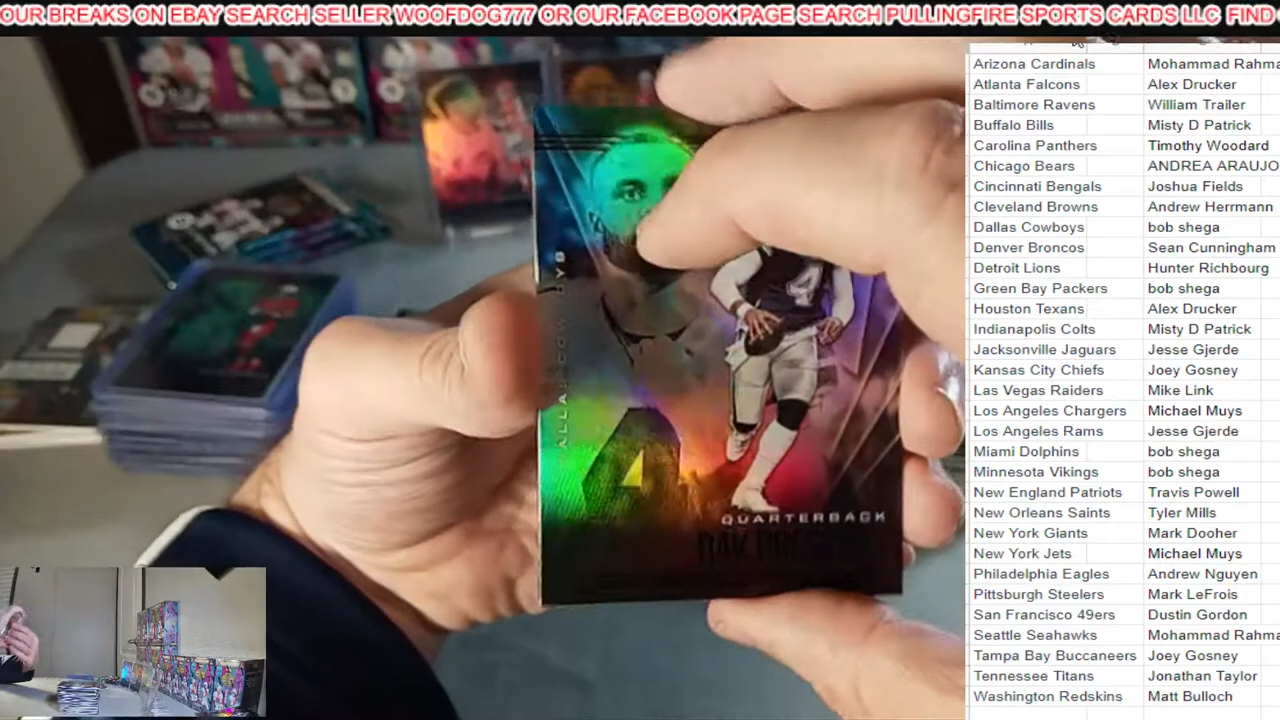 OUR BREAKS ON EBAY SEARCH SELLER WOOFDOG777 OR OUR FACEBOOK PAGE SEARCH PULLINGFIRE SPORTS CARDS LLC FIND
Arizona Cardinals Mohammad Rahma
Atlanta Falcons Alex Drucker
Baltimore Ravens William Trailer
Buffalo Bills Misty D Patrick
Carolina Panthers Timothy Woodard
Chicago Bears ANDREA ARAUJO
Cincinnati Bengals Joshua Fields
Cleveland Browns Andrew Herrmann
Dallas Cowboys bob shega
Denver Broncos Sean Cunningham
Detroit Lions Hunter Richbourg
Green Bay Packers bob shega
Houston Texans Alex Drucker
Indianapolis Colts Misty D Patrick
Jacksonville Jaguars Jesse Gjerde
Kansas City Chiefs Joey Gosney
Las Vegas Raiders Mike Link
Los Angeles Chargers Michael Muys
Los Angeles Rams Jesse Gjerde
Miami Dolphins bob shega
Minnesota Vikings bob shega
New England Patriots Travis Powell
New Orleans Saints Tyler Mills
New York Giants Mark Dooher
New York Jets Michael Muys
Philadelphia Eagles Andrew Nguyen
Pittsburgh Steelers Mark LeFrois
San Francisco 49ers Dustin Gordon
Seattle Seahawks Mohammad Rahma
Tampa Bay Buccaneers Joey Gosney
Tennessee Titans Jonathan Taylor
Washington Redskins Matt Bulloch
4
QUARTERBACK
DAK